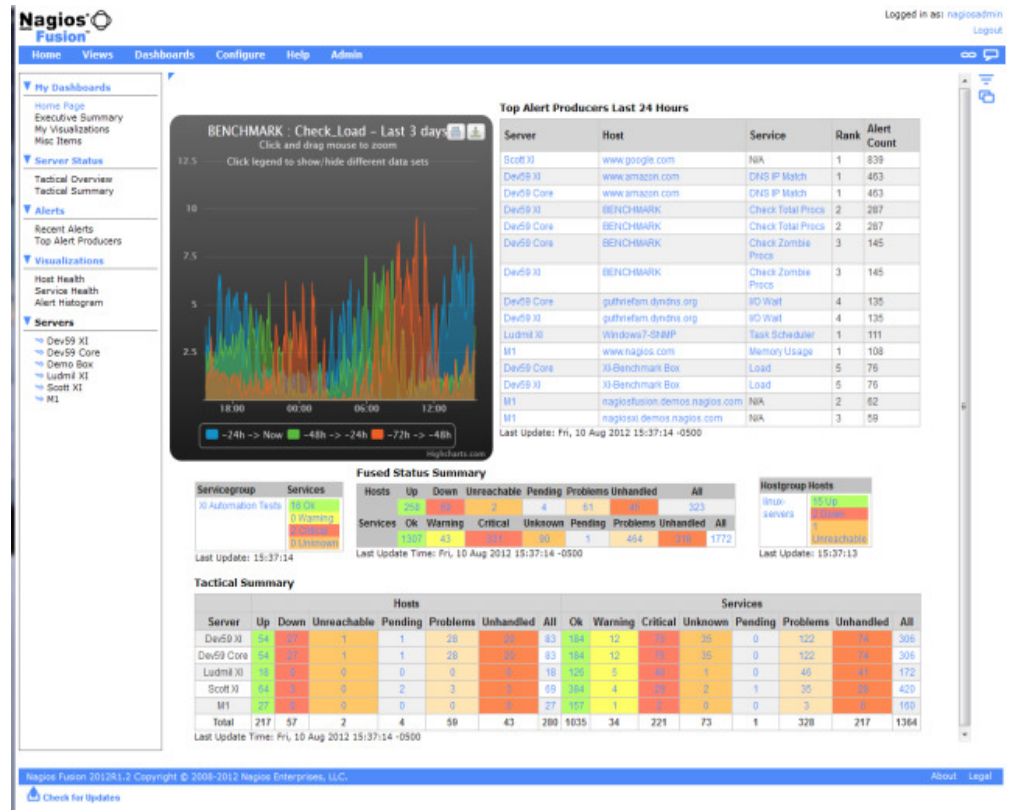 Nagios®
Fusion™
Logged in as: nagiosadmin
Logout
Home Views Dashboards Configure Help Admin
My Dashboards
Home Page
Executive Summary
My Visualizations
Misc Items
Server Status
Tactical Overview
Tactical Summary
Alerts
Recent Alerts
Top Alert Producers
Visualizations
Host Health
Service Health
Alert Histogram
Servers
Dev59 XI
Dev59 Core
Demo Box
Ludmil XI
Scott XI
M1
BENCHMARK : Check_Load – Last 3 days
Click and drag mouse to zoom
Click legend to show/hide different data sets
12.5
10
7.5
5
2.5
18:00 00:00 06:00 12:00
-24h -> Now -48h -> -24h -72h -> -48h
Highcharts.com
Top Alert Producers Last 24 Hours
Server Host Service Rank Alert Count
Scott XI www.google.com N/A 1 839
Dev59 XI www.amazon.com DNS IP Match 1 463
Dev59 Core www.amazon.com DNS IP Match 1 463
Dev59 XI BENCHMARK Check Total Procs 2 287
Dev59 Core BENCHMARK Check Total Procs 2 287
Dev59 Core BENCHMARK Check Zombie Procs 3 145
Dev59 XI BENCHMARK Check Zombie Procs 3 145
Dev59 Core guthriefam.dyndns.org I/O Wait 4 135
Dev59 XI guthriefam.dyndns.org I/O Wait 4 135
Ludmil XI Windows7-SNMP Task Scheduler 1 111
M1 www.nagios.com Memory Usage 1 108
Dev59 Core XI-Benchmark Box Load 5 76
Dev59 XI XI-Benchmark Box Load 5 76
M1 nagiosfusion.demos.nagios.com N/A 2 62
M1 nagiosxi.demos.nagios.com N/A 3 59
Last Update: Fri, 10 Aug 2012 15:37:14 -0500
Servicegroup Services
XI Automation Tests 16 Ok
0 Warning
2 Critical
0 Unknown
Last Update: 15:37:14
Fused Status Summary
Hosts Up Down Unreachable Pending Problems Unhandled All
258 2 4 61 45 323
Services Ok Warning Critical Unknown Pending Problems Unhandled All
1307 43 331 90 1 464 1772
Last Update Time: Fri, 10 Aug 2012 15:37:14 -0500
Hostgroup Hosts
linux-servers 15 Up
2 Down
1 Unreachable
Last Update: 15:37:13
Tactical Summary
Hosts Services
Server Up Down Unreachable Pending Problems Unhandled All Ok Warning Critical Unknown Pending Problems Unhandled All
Dev59 XI 54 27 1 1 28 20 83 184 12 35 0 122 74 306
Dev59 Core 54 27 1 1 28 20 83 184 12 35 0 122 74 306
Ludmil XI 18 0 0 0 0 0 18 126 5 40 1 0 46 41 172
Scott XI 64 3 0 2 3 3 69 384 4 2 1 35 420
M1 27 0 0 0 0 0 27 157 1 2 0 0 3 160
Total 217 57 2 4 59 43 280 1035 34 221 73 1 328 217 1364
Last Update Time: Fri, 10 Aug 2012 15:37:14 -0500
Nagios Fusion 2012R1.2 Copyright © 2008-2012 Nagios Enterprises, LLC.
About Legal
Check for Updates